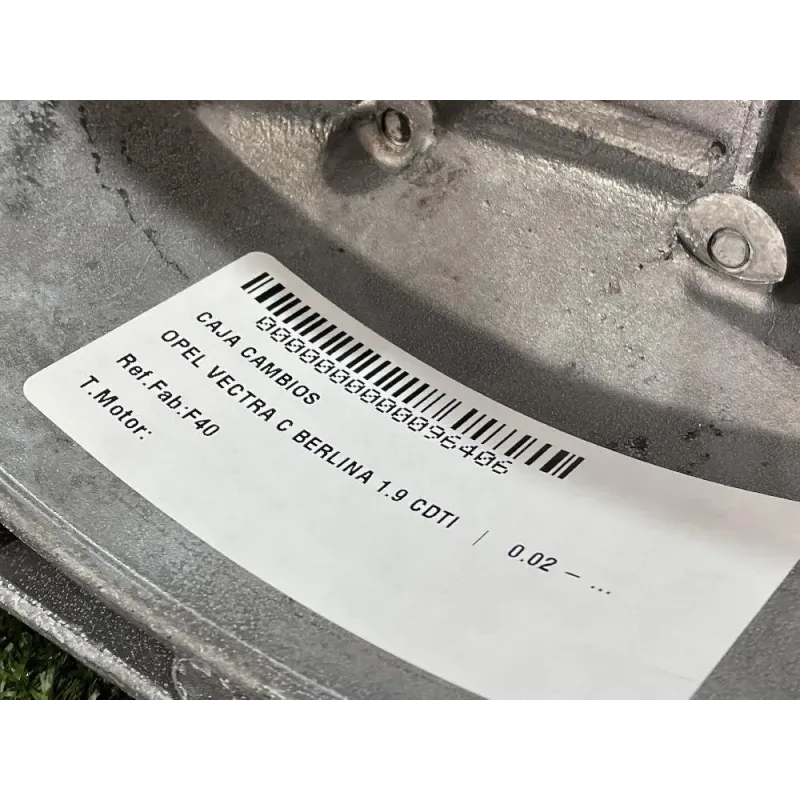 0000000000096406
CAJA CAMBIOS
OPEL VECTRA C BERLINA 1.9 CDTI | 0.02 – ...
Ref.Fab:F40
T.Motor: